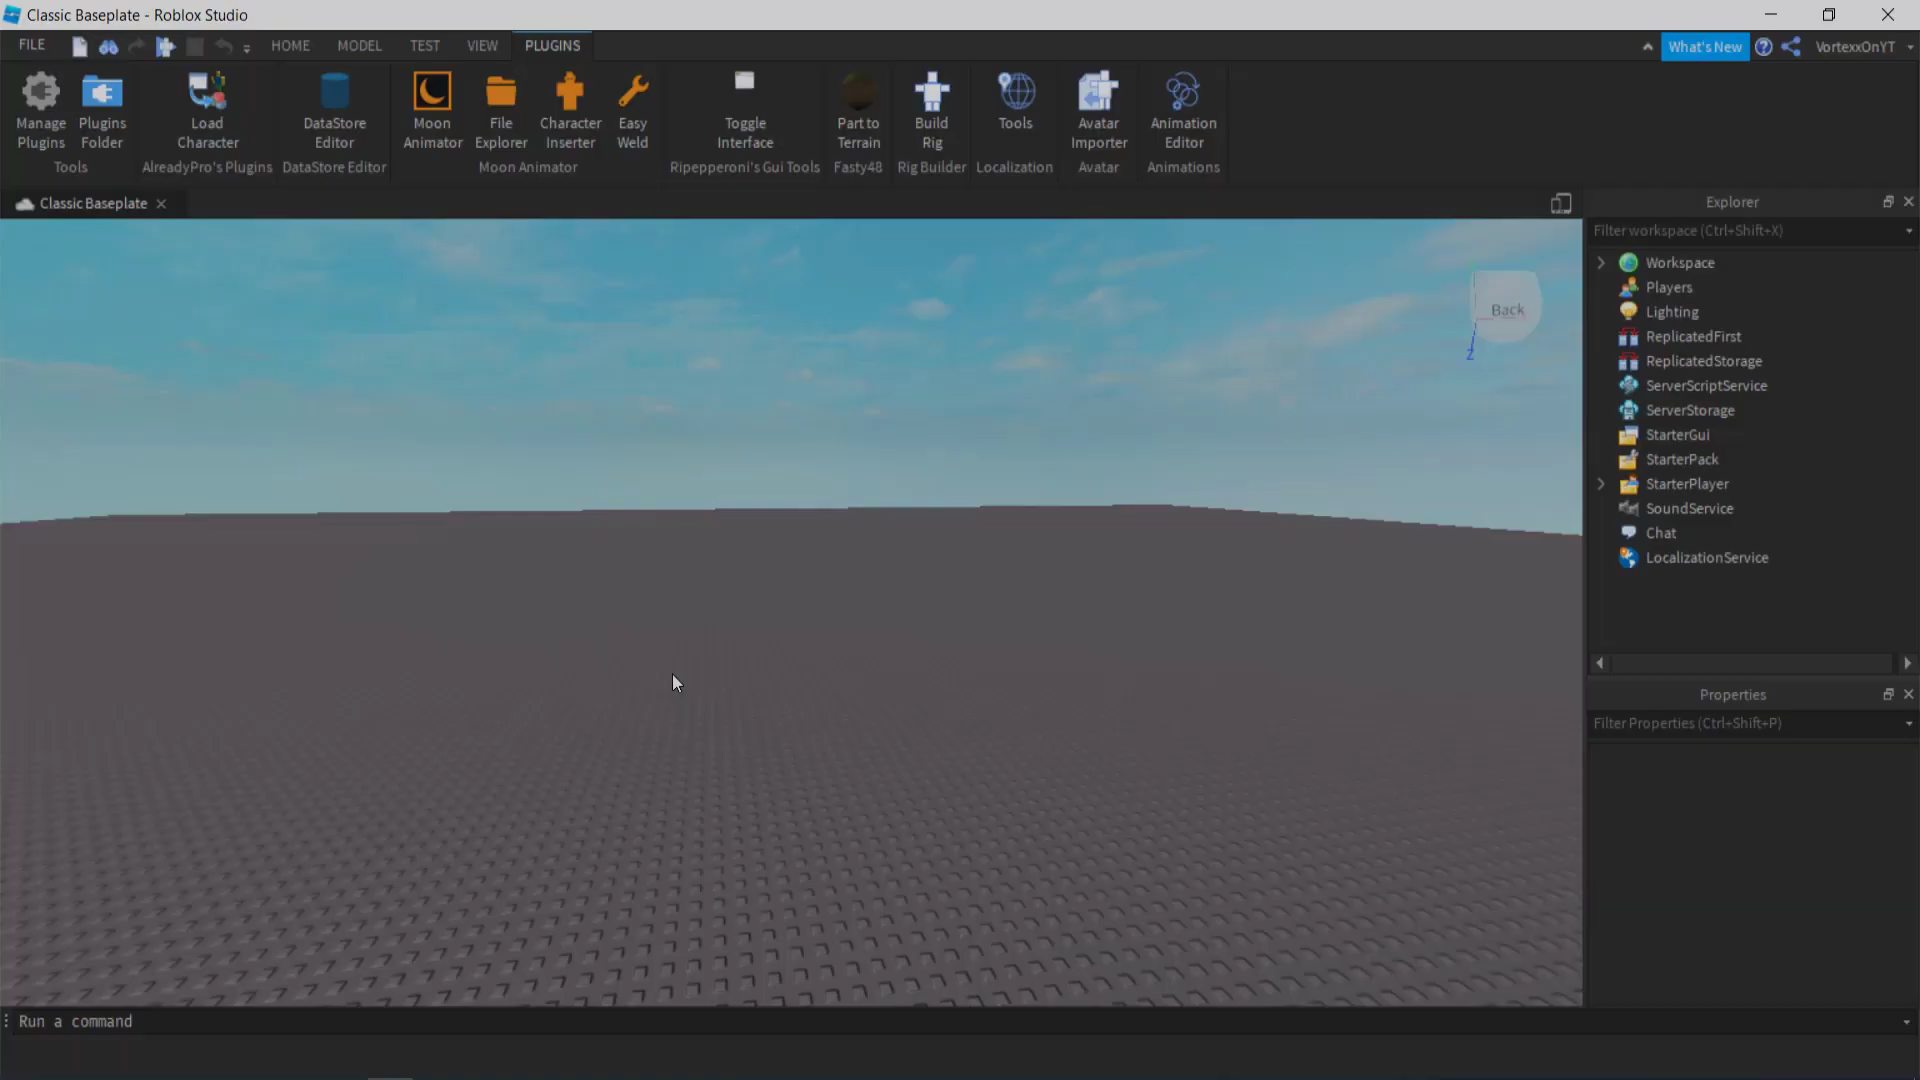 Classic Baseplate - Roblox Studio
FILE HOME MODEL TEST VIEW PLUGINS What's New VortexxOnYT
Manage Plugins
Plugins Folder
Tools
Load Character
AlreadyPro's Plugins
DataStore Editor
DataStore Editor
Moon Animator
File Explorer
Character Inserter
Easy Weld
Moon Animator
Toggle Interface
Ripepperoni's Gui Tools
Part to Terrain
Fasty48
Build Rig
Rig Builder
Tools
Localization
Avatar Importer
Avatar
Animation Editor
Animations
Classic Baseplate
Back
Z
Explorer
Filter workspace (Ctrl+Shift+X)
Workspace
Players
Lighting
ReplicatedFirst
ReplicatedStorage
ServerScriptService
ServerStorage
StarterGui
StarterPack
StarterPlayer
SoundService
Chat
LocalizationService
Properties
Filter Properties (Ctrl+Shift+P)
Run a command